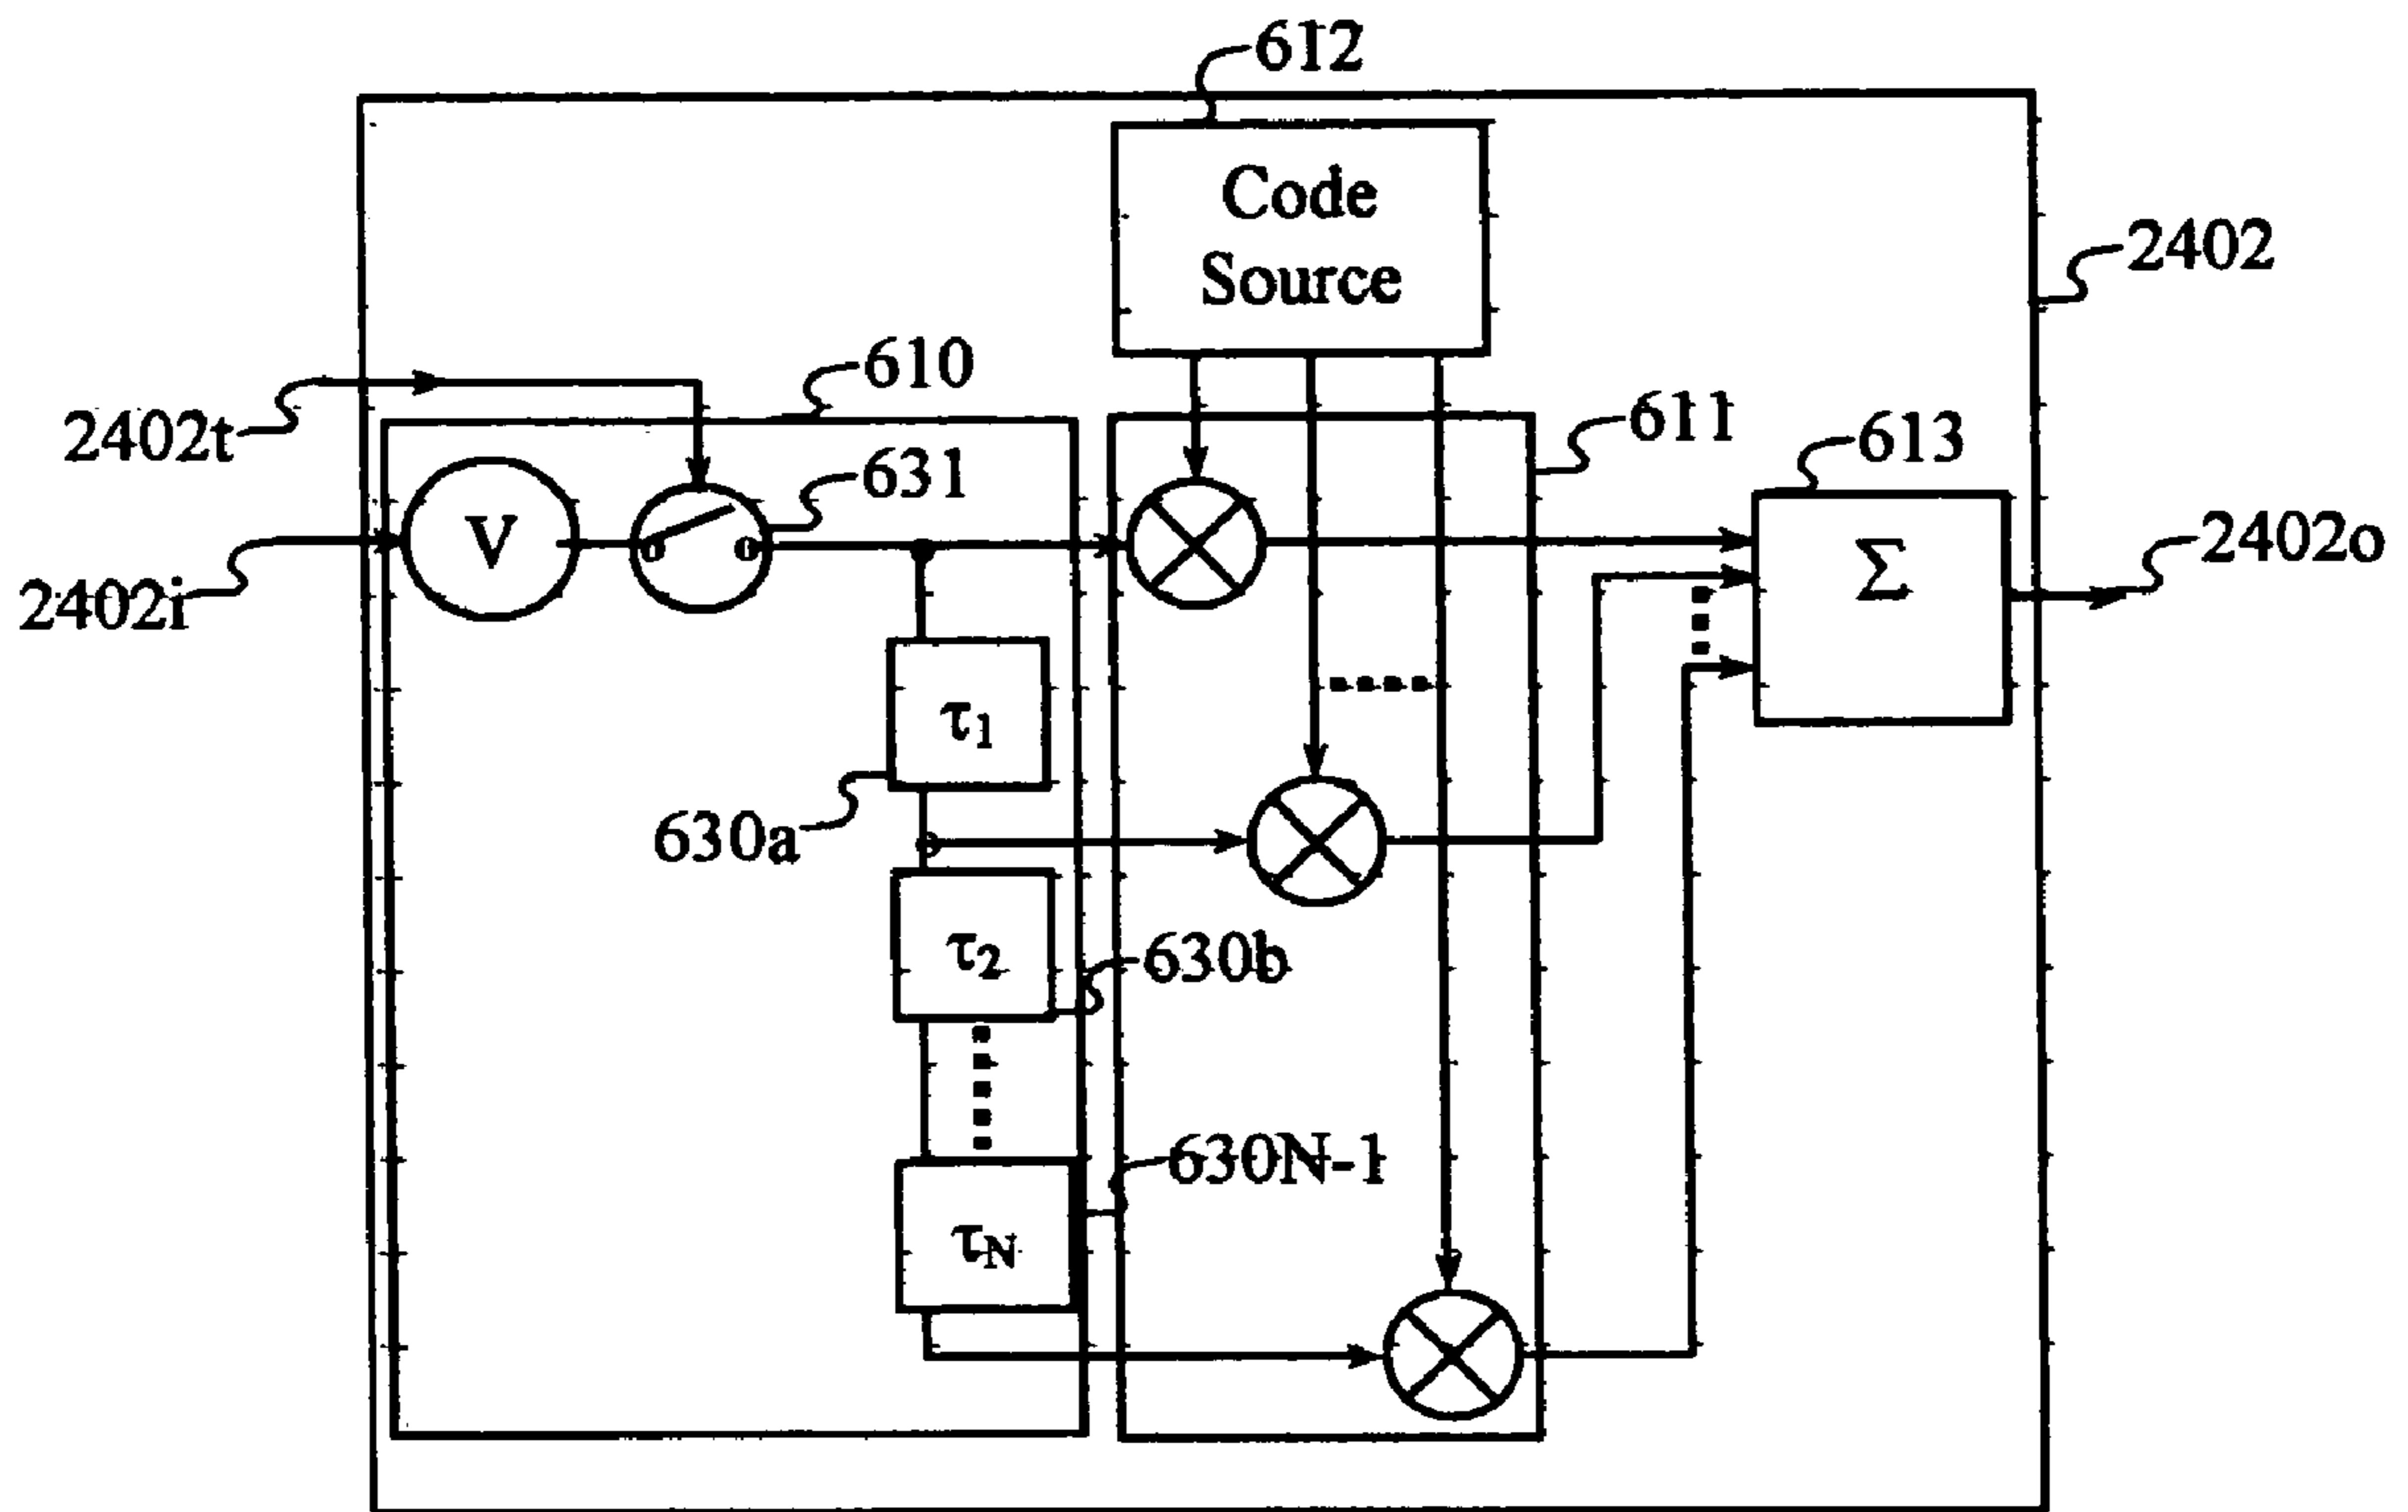 612
Code
Source
2402
610
2402t
611
613
631
V
Σ
2402o
2402i
τ1
630a
τ2
630b
630N-1
τN